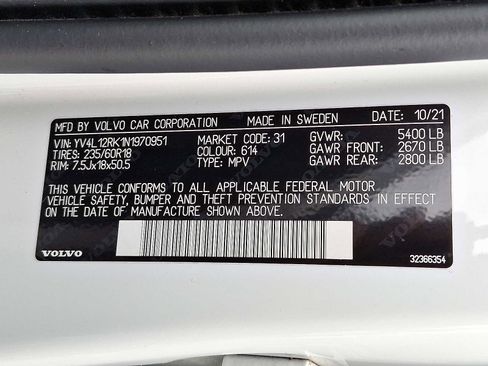 MFD BY VOLVO CAR CORPORATION MADE IN SWEDEN DATE: 10/21
VIN: YV4L12RK1N1970951 MARKET CODE: 31 GVWR: 5400 LB
TIRES: 235/60R18 COLOUR: 614 GAWR FRONT: 2670 LB
RIM: 7.5Jx18x50.5 TYPE: MPV GAWR REAR: 2800 LB
THIS VEHICLE CONFORMS TO ALL APPLICABLE FEDERAL MOTOR
VEHICLE SAFETY, BUMPER AND THEFT PREVENTION STANDARDS IN EFFECT
ON THE DATE OF MANUFACTURE SHOWN ABOVE.
VOLVO 32366354